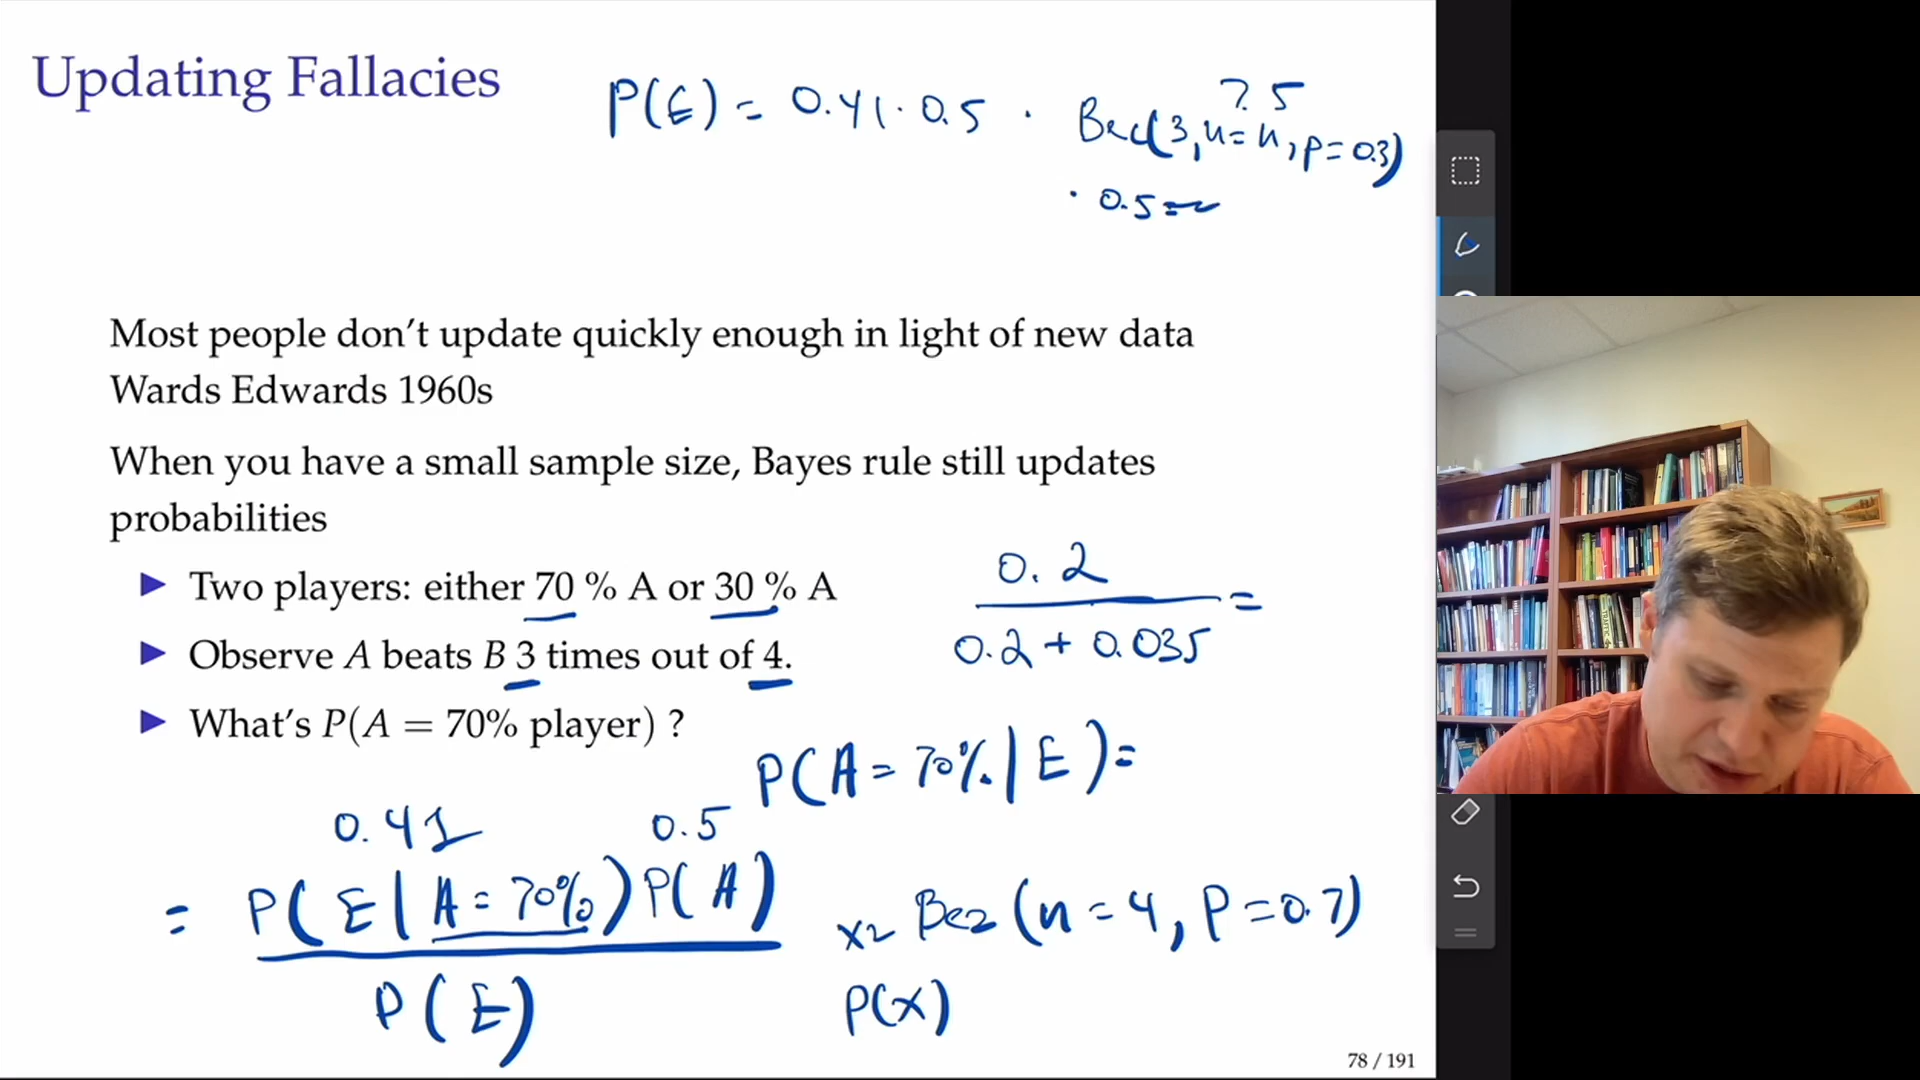 Updating Fallacies
P(E) = 0.41 · 0.5 ·
7.5
(3, n= n, p= 0.3)
· 0.5
Most people don't update quickly enough in light of new data
Wards Edwards 1960s
When you have a small sample size, Bayes rule still updates
probabilities
▶ Two players: either 70 % A or 30 % A
0.2
0.2 + 0.035 =
▶ Observe A beats B 3 times out of 4.
▶ What's P(A = 70% player) ?
P(A = 70% | E) =
0.41 0.5
= P(E | A = 70%) P(A)
P(E)
(n = 4, P = 0.7)
P(x)
78 / 191